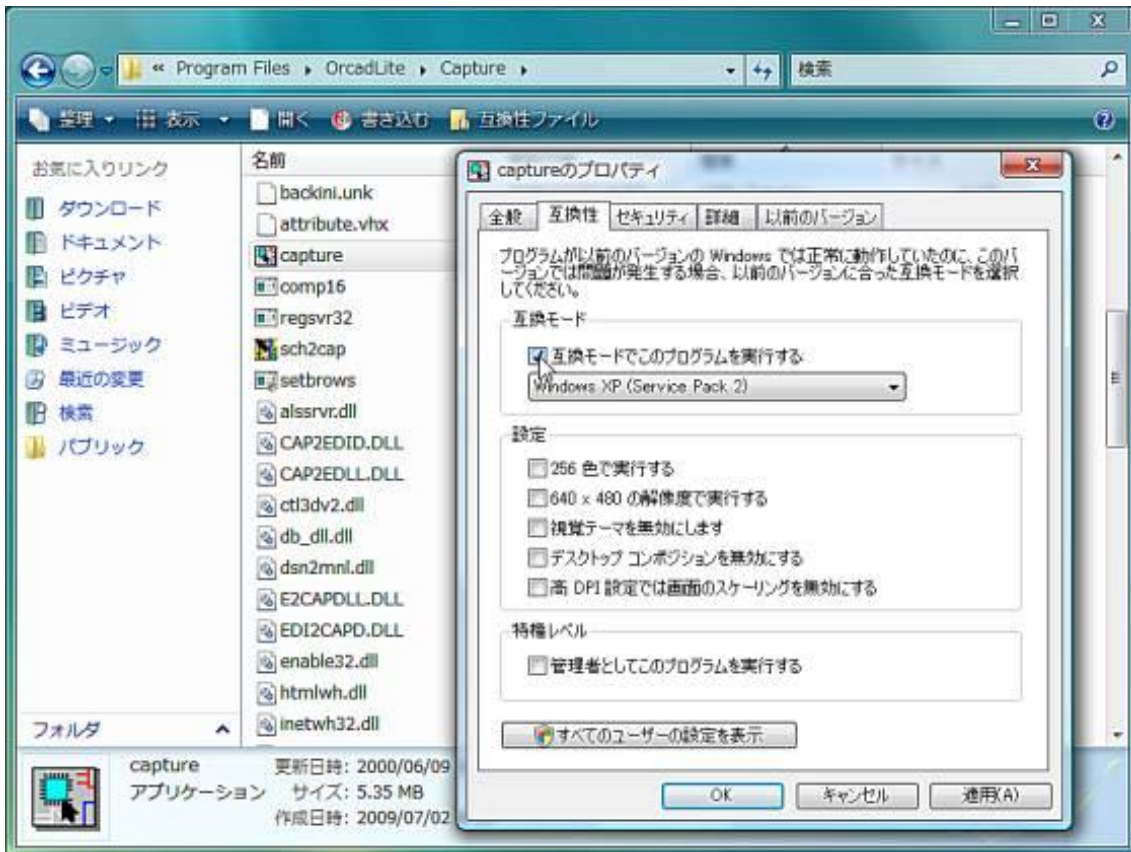 « Program Files ▸ OrcadLite ▸ Capture ▸
検索
整理 表示 開く 書き込む 互換性ファイル
お気に入りリンク
ダウンロード
ドキュメント
ピクチャ
ビデオ
ミュージック
最近の変更
検索
パブリック
フォルダ
名前
backini.unk
attribute.vhx
capture
comp16
regsvr32
sch2cap
setbrows
alssrvr.dll
CAP2EDID.DLL
CAP2EDLL.DLL
ctl3dv2.dll
db_dll.dll
dsn2mnl.dll
E2CAPDLL.DLL
EDI2CAPD.DLL
enable32.dll
htmlwh.dll
inetwh32.dll
captureのプロパティ
全般 互換性 セキュリティ 詳細 以前のバージョン
プログラムが以前のバージョンの Windows では正常に動作していたのに、このバ
ージョンでは問題が発生する場合、以前のバージョンに合った互換モードを選択
してください。
互換モード
互換モードでこのプログラムを実行する
Windows XP (Service Pack 2)
設定
256 色で実行する
640 x 480 の解像度で実行する
視覚テーマを無効にします
デスクトップ コンポジションを無効にする
高 DPI 設定では画面のスケーリングを無効にする
特権レベル
管理者としてこのプログラムを実行する
すべてのユーザーの設定を表示
OK キャンセル 適用(A)
capture 更新日時: 2000/06/09
アプリケーション サイズ: 5.35 MB
作成日時: 2009/07/02